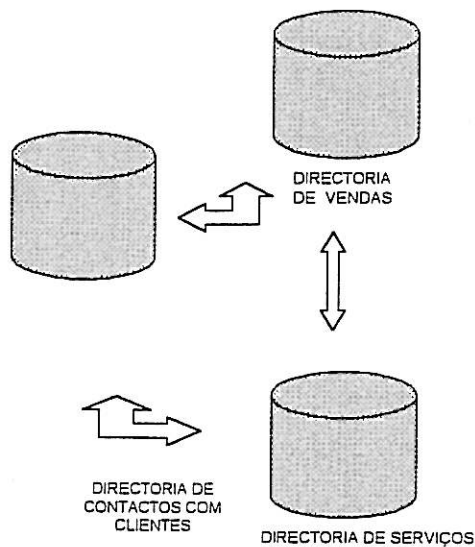 DIRECTORIA
DE VENDAS
DIRECTORIA DE
CONTACTOS COM
CLIENTES
DIRECTORIA DE SERVIÇOS